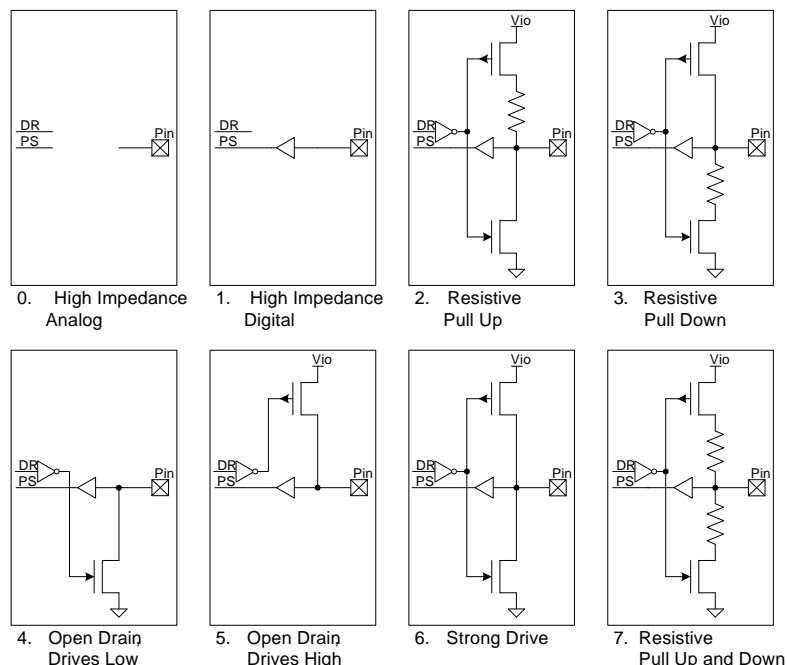 Vio
Vio
DR
PS
Pin
DR
PS
Pin
DR
PS
Pin
DR
PS
Pin
0. High Impedance
Analog
1. High Impedance
Digital
2. Resistive
Pull Up
3. Resistive
Pull Down
Vio
Vio
Vio
DR
PS
Pin
DR
PS
Pin
DR
PS
Pin
DR
PS
Pin
4. Open Drain,
Drives Low
5. Open Drain,
Drives High
6. Strong Drive
7. Resistive
Pull Up and Down